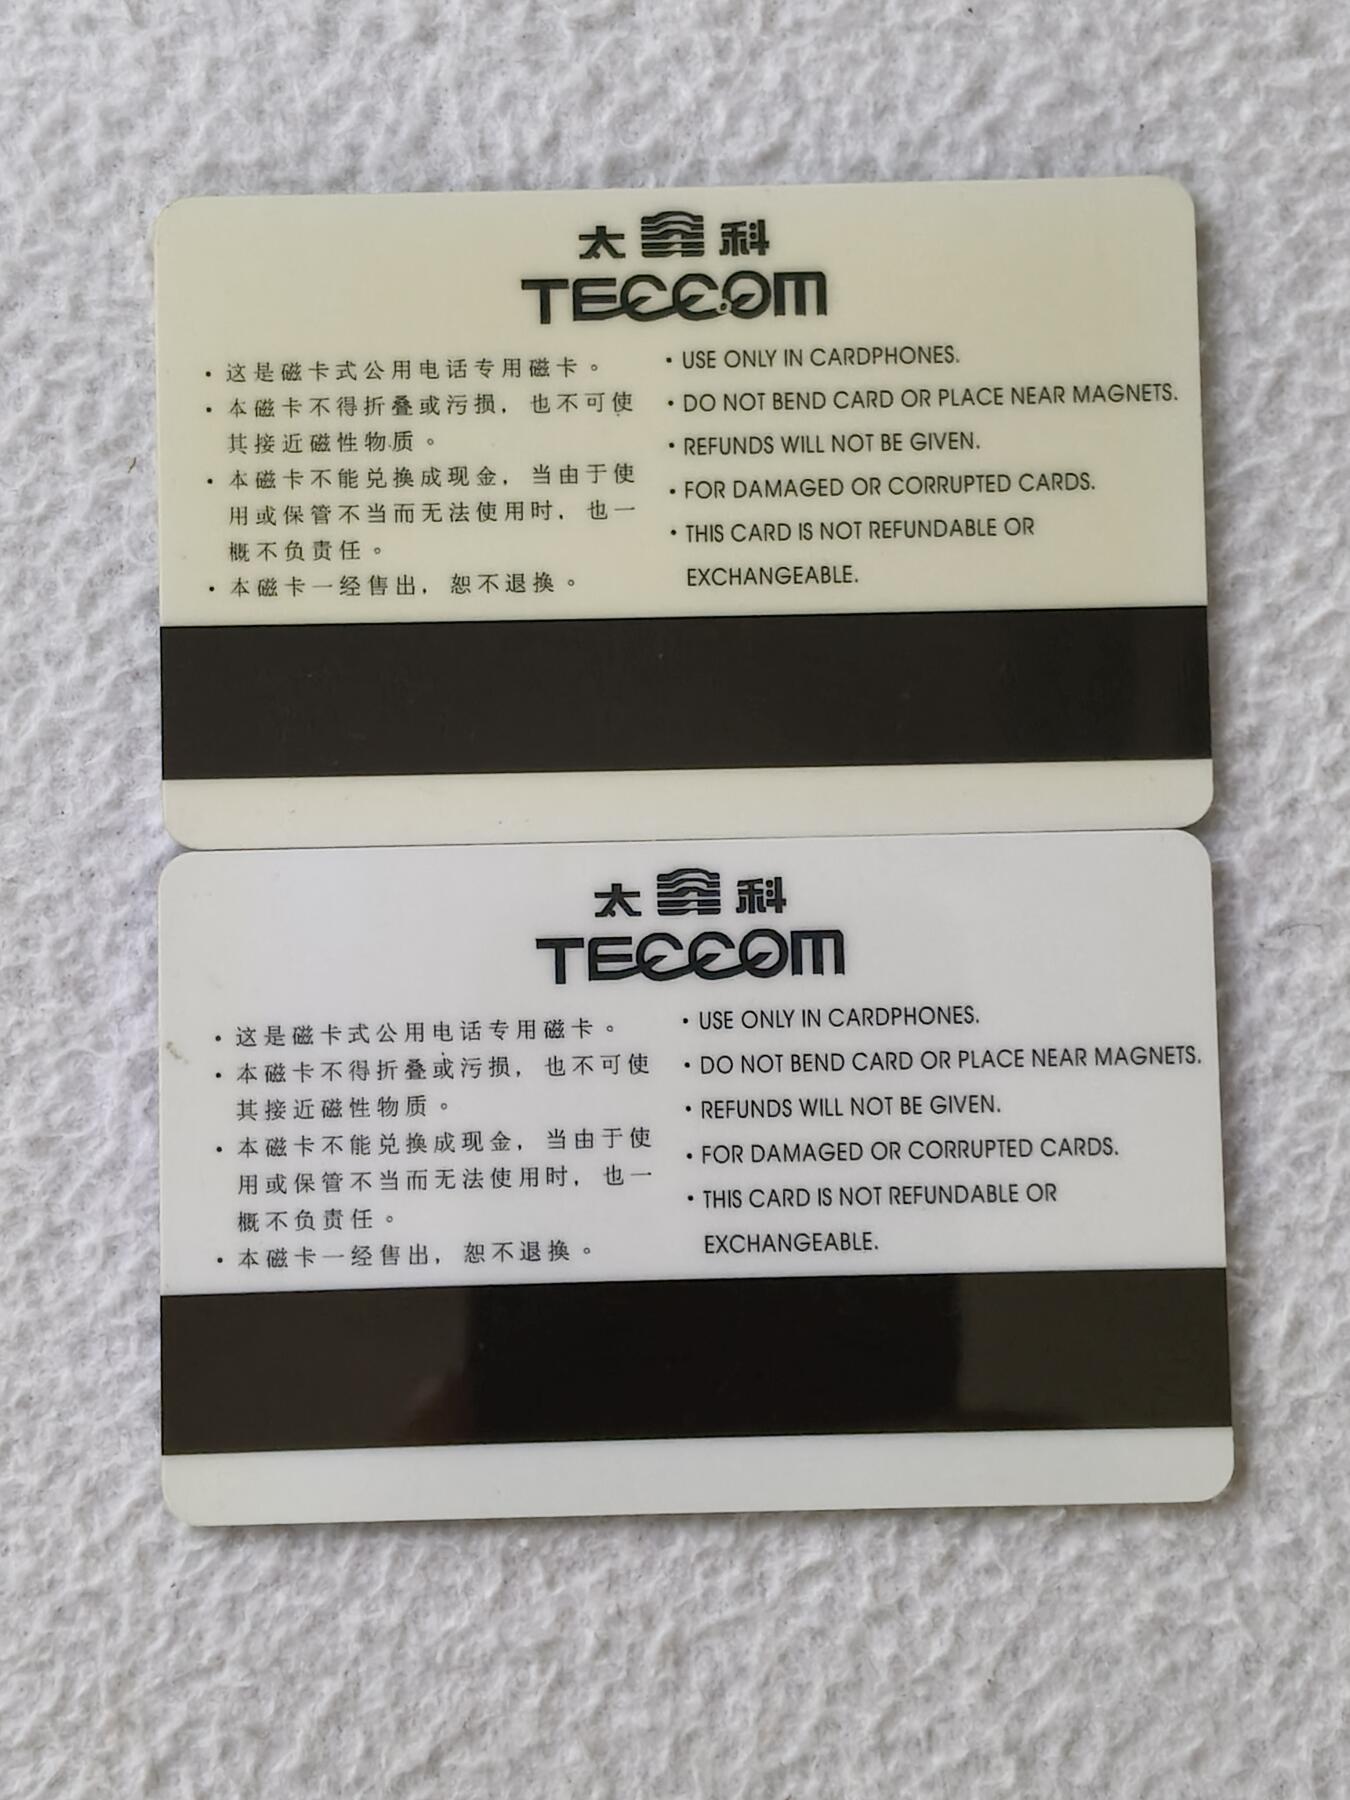 太鑫科
TECCOM
• 这是磁卡式公用电话专用磁卡。
• 本磁卡不得折叠或污损，也不可使
其接近磁性物质。
• 本磁卡不能兑换成现金，当由于使
用或保管不当而无法使用时，也一
概不负责任。
• 本磁卡一经售出，恕不退换。
• USE ONLY IN CARDPHONES.
• DO NOT BEND CARD OR PLACE NEAR MAGNETS.
• REFUNDS WILL NOT BE GIVEN.
• FOR DAMAGED OR CORRUPTED CARDS.
• THIS CARD IS NOT REFUNDABLE OR
EXCHANGEABLE.
太鑫科
TECCOM
• 这是磁卡式公用电话专用磁卡。
• 本磁卡不得折叠或污损，也不可使
其接近磁性物质。
• 本磁卡不能兑换成现金，当由于使
用或保管不当而无法使用时，也一
概不负责任。
• 本磁卡一经售出，恕不退换。
• USE ONLY IN CARDPHONES.
• DO NOT BEND CARD OR PLACE NEAR MAGNETS.
• REFUNDS WILL NOT BE GIVEN.
• FOR DAMAGED OR CORRUPTED CARDS.
• THIS CARD IS NOT REFUNDABLE OR
EXCHANGEABLE.